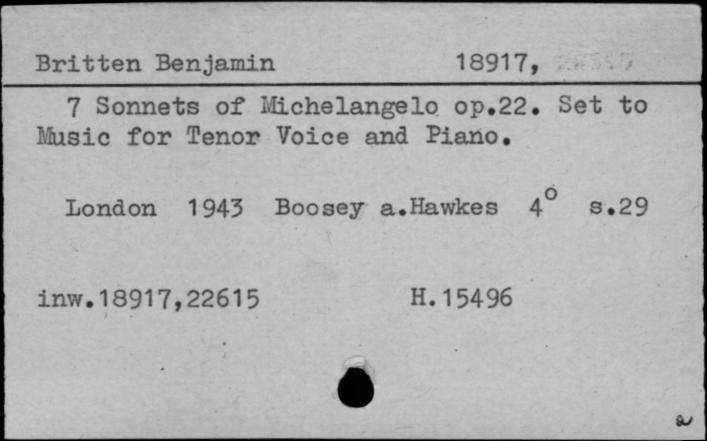 Britten Benjamin 18917,
7 Sonnets of Michelangelo op.22. Set to
Music for Tenor Voice and Piano.
London 1943 Boosey a.Hawkes 4° s.29
inw.18917,22615 H.15496